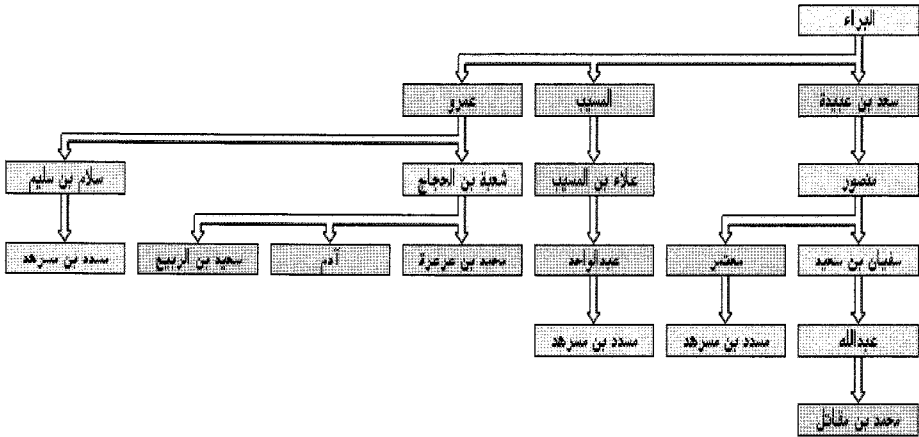 البراء
سعد بن عبيدة
المسيب
عمرو
منصور
علاء بن المسيب
شعبة بن الحجاج
سلام بن سليم
سفيان بن سعيد
معتمر
عبدالواحد
محمد بن عرعرة
آدم
سعيد بن الربيع
مسدد بن مسرهد
عبدالله
مسدد بن مسرهد
مسدد بن مسرهد
محمد بن مقاتل